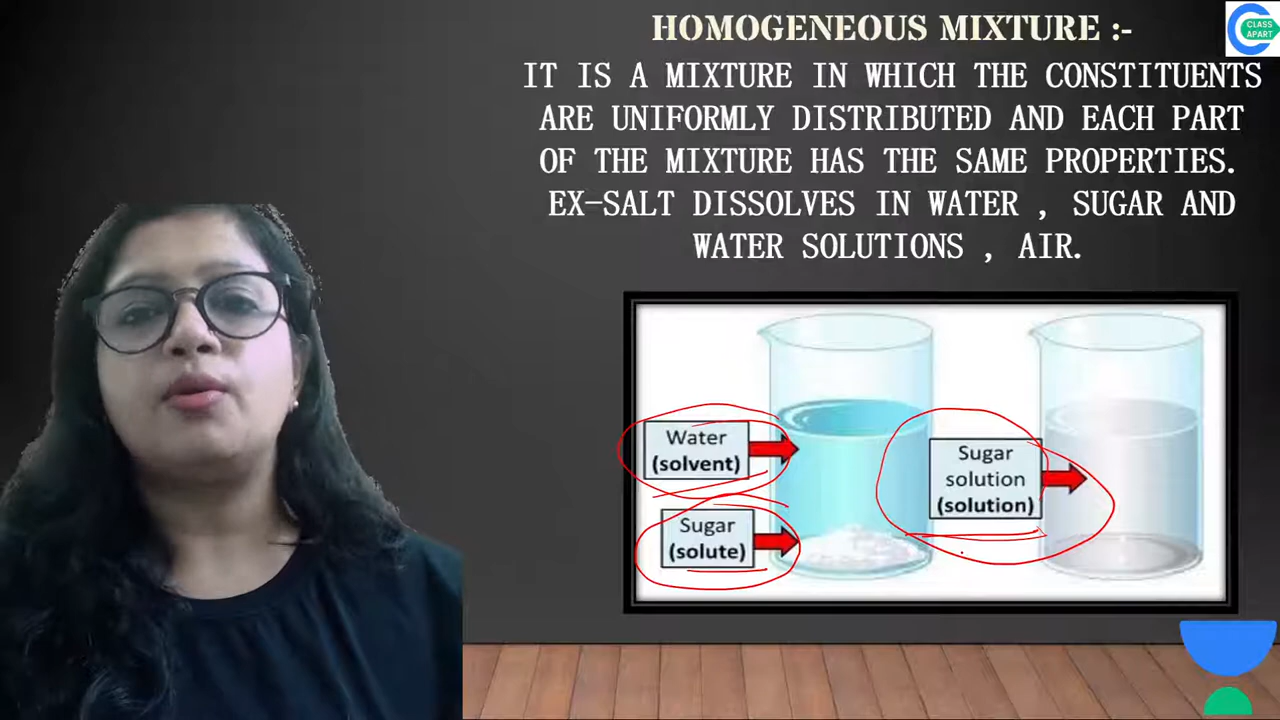 HOMOGENEOUS MIXTURE :-
IT IS A MIXTURE IN WHICH THE CONSTITUENTS
ARE UNIFORMLY DISTRIBUTED AND EACH PART
OF THE MIXTURE HAS THE SAME PROPERTIES.
EX-SALT DISSOLVES IN WATER , SUGAR AND
WATER SOLUTIONS , AIR.
CLASS
APART
Water
(solvent)
Sugar
(solute)
Sugar
solution
(solution)